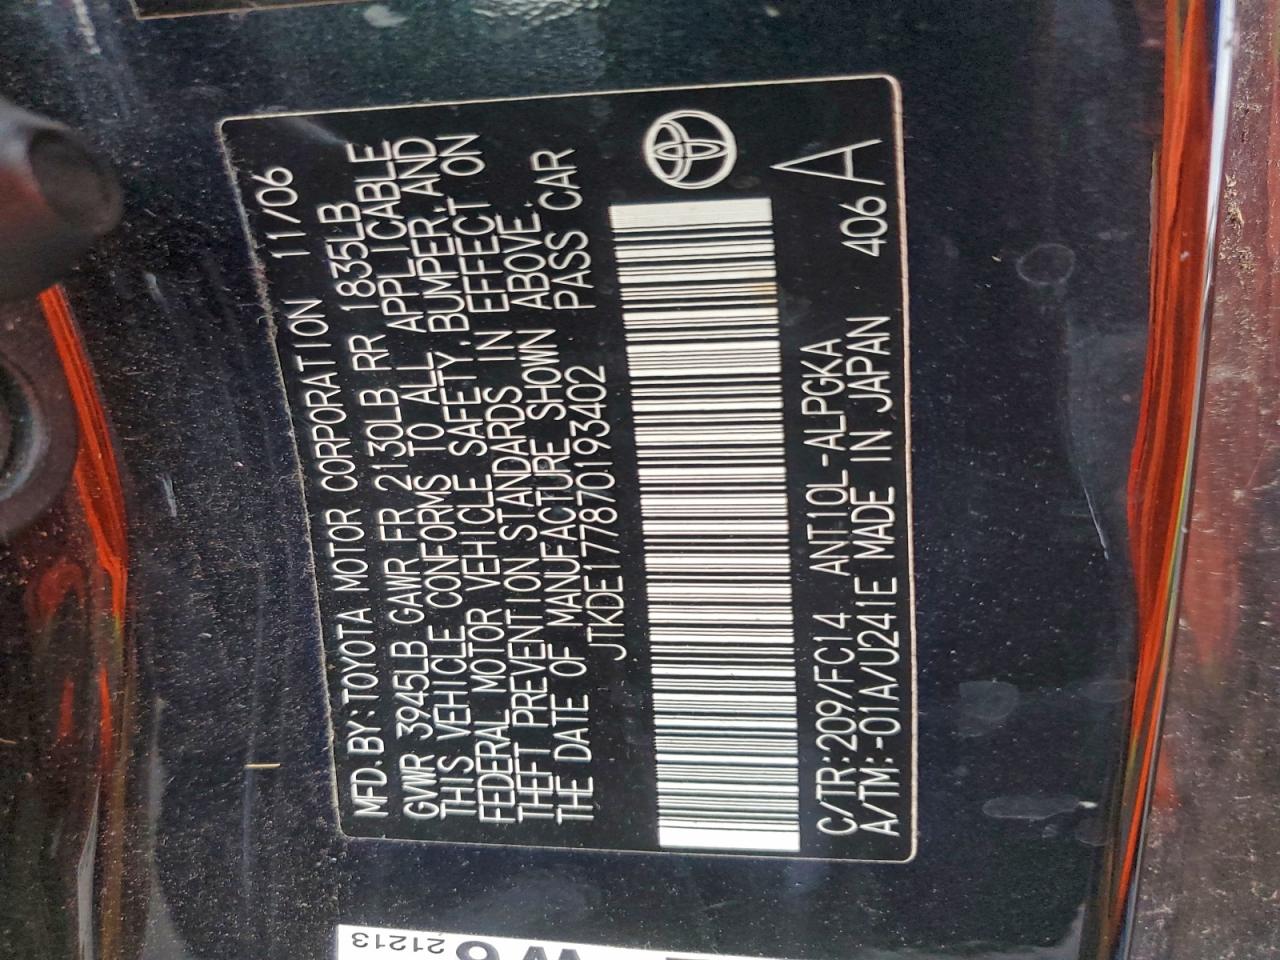 MFD.BY:TOYOTA MOTOR CORPORATION 11/06
GVWR 3945LB GAWR FR 2130LB RR 1835LB
THIS VEHICLE CONFORMS TO ALL APPLICABLE
FEDERAL MOTOR VEHICLE SAFETY,BUMPER,AND
THEFT PREVENTION STANDARDS IN EFFECT ON
THE DATE OF MANUFACTURE SHOWN ABOVE.
JTKDE177870193402 PASS CAR
C/TR:209/FC14 ANT10L-ALPGKA
A/TM:-01A/U241E MADE IN JAPAN 406 A
21213